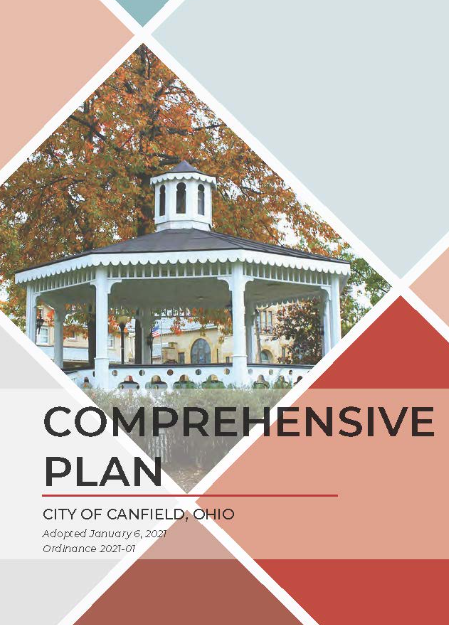 COMPREHENSIVE
PLAN
CITY OF CANFIELD, OHIO
Adopted January 6, 2021
Ordinance 2021-01